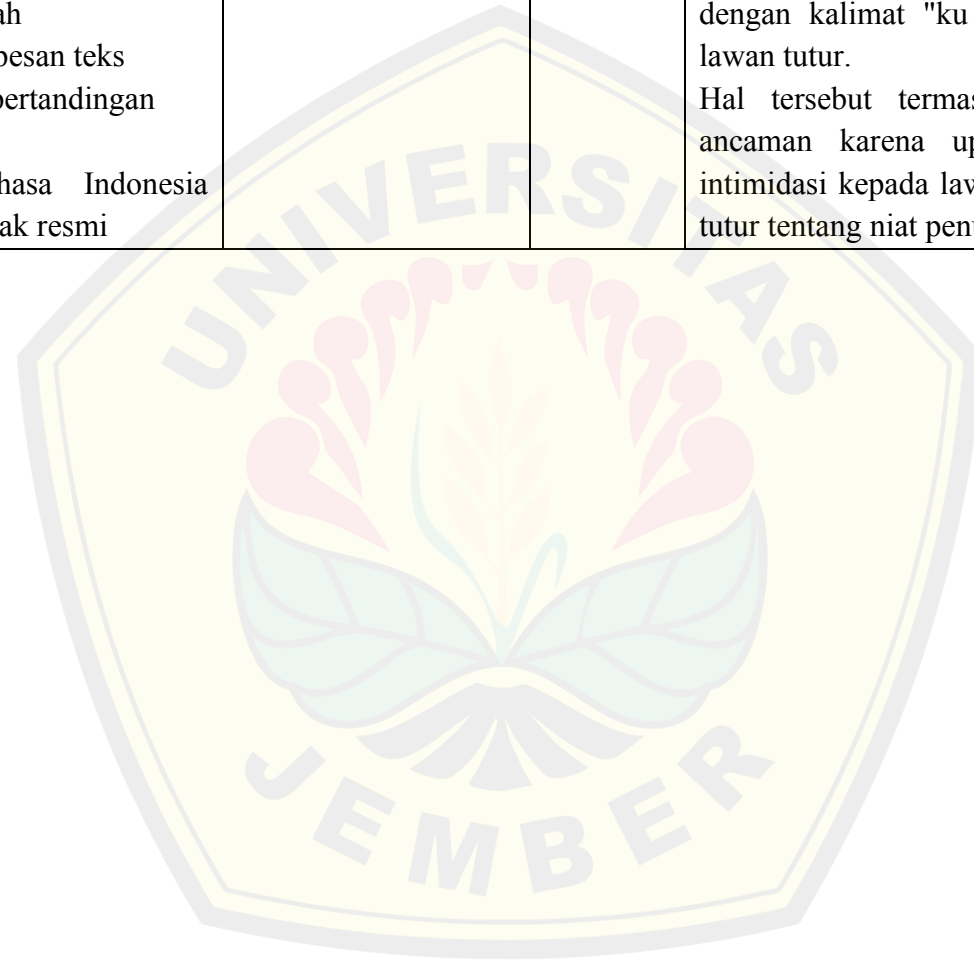 ah
pesan teks
pertandingan
hasa Indonesia
ak resmi
dengan kalimat "ku
lawan tutur.
Hal tersebut termas
ancaman karena up
intimidasi kepada law
tutur tentang niat penu
UNIVERSITAS
JEMBER